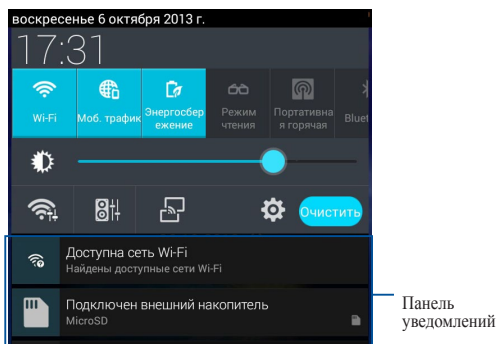 воскресенье 6 октября 2013 г.
17:31
Wi-Fi
Моб. трафик
Энергосбер
ежение
Режим
чтения
Портативна
я горячая
Bluet
Очистить
Доступна сеть Wi-Fi
Найдены доступные сети Wi-Fi
Подключен внешний накопитель
MicroSD
Панель
уведомлений